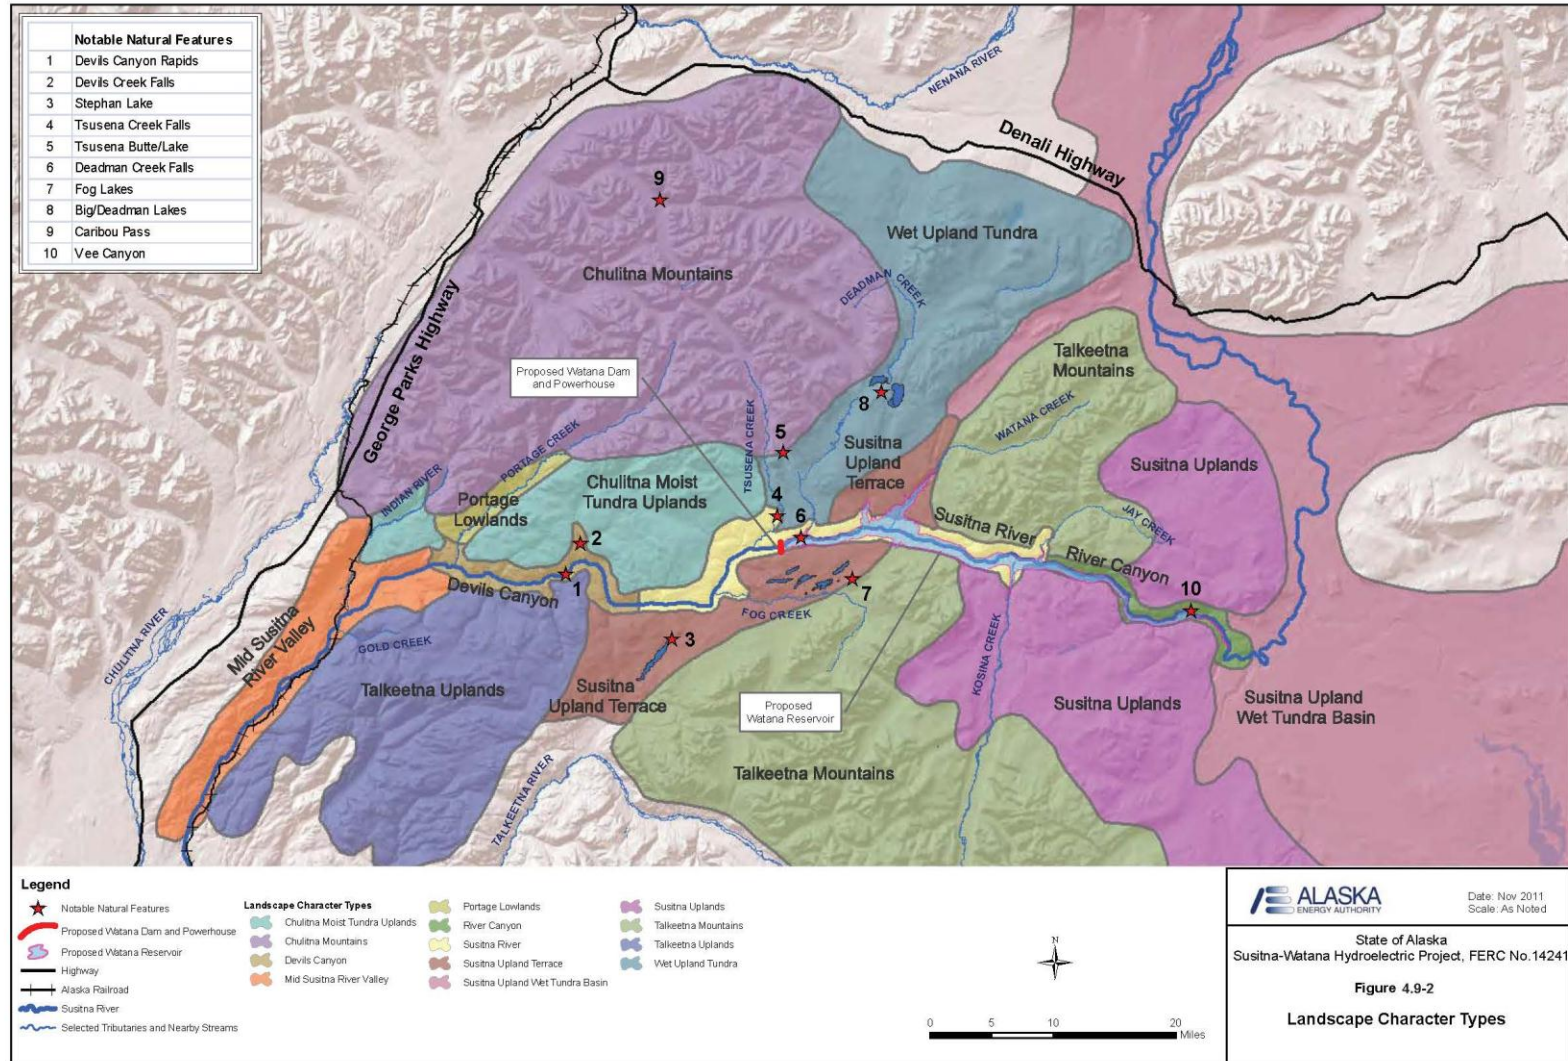 Notable Natural Features
1 Devils Canyon Rapids
2 Devils Creek Falls
3 Stephan Lake
4 Tsusena Creek Falls
5 Tsusena Butte/Lake
6 Deadman Creek Falls
7 Fog Lakes
8 Big/Deadman Lakes
9 Caribou Pass
10 Vee Canyon
NENANA RIVER
Denali Highway
9
Wet Upland Tundra
Chulitna Mountains
DEADMAN CREEK
George Parks Highway
Talkeetna
Mountains
Proposed Watana Dam
and Powerhouse
8
WATANA CREEK
5
TSUSENA CREEK
Susitna
Upland
Terrace
Susitna Uplands
PORTAGE CREEK
INDIAN RIVER
Portage
Lowlands
Chulitna Moist
Tundra Uplands
4
6
Susitna River
JAY CREEK
2
River Canyon
1
Devils Canyon
7
10
FOG CREEK
CHULITNA RIVER
Mid Susitna
River Valley
GOLD CREEK
3
KOSINA CREEK
Talkeetna Uplands
Susitna
Upland Terrace
Proposed
Watana Reservoir
Susitna Uplands
Susitna Upland
Wet Tundra Basin
TALKEETNA RIVER
Talkeetna Mountains
Legend
Notable Natural Features
Proposed Watana Dam and Powerhouse
Proposed Watana Reservoir
Highway
Alaska Railroad
Susitna River
Selected Tributaries and Nearby Streams
Landscape Character Types
Chulitna Moist Tundra Uplands
Chulitna Mountains
Devils Canyon
Mid Susitna River Valley
Portage Lowlands
River Canyon
Susitna River
Susitna Upland Terrace
Susitna Upland Wet Tundra Basin
Susitna Uplands
Talkeetna Mountains
Talkeetna Uplands
Wet Upland Tundra
N
0 5 10 20
Miles
ALASKA
ENERGY AUTHORITY
Date: Nov 2011
Scale: As Noted
State of Alaska
Susitna-Watana Hydroelectric Project, FERC No.14241
Figure 4.9-2
Landscape Character Types